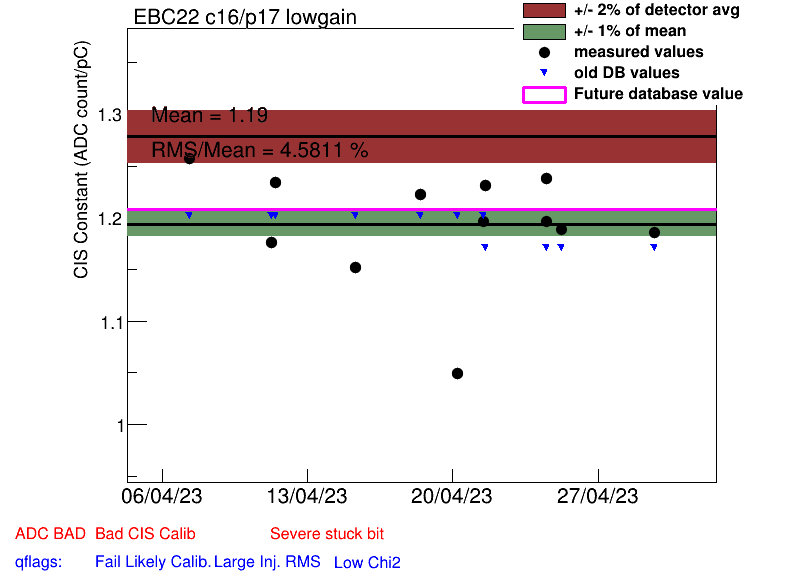 EBC22 c16/p17 lowgain
+/- 2% of detector avg
+/- 1% of mean
measured values
old DB values
Future database value
CIS Constant (ADC count/pC)
Mean = 1.19
RMS/Mean = 4.5811 %
1.3
1.2
1.1
1
06/04/23 13/04/23 20/04/23 27/04/23
ADC BAD Bad CIS Calib Severe stuck bit
qflags: Fail Likely Calib. Large Inj. RMS Low Chi2